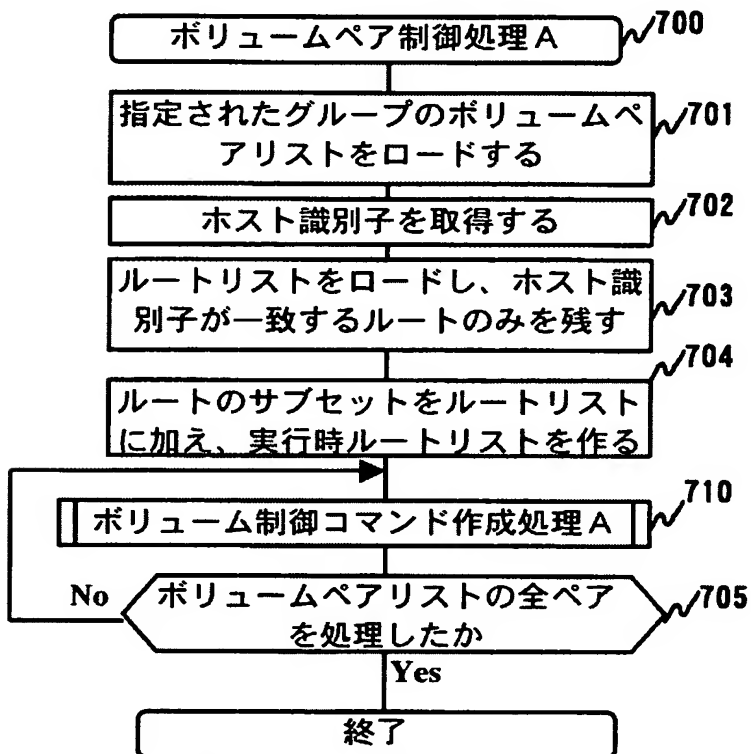 ボリュームペア制御処理A
700
指定されたグループのボリュームペ
アリストをロードする
701
ホスト識別子を取得する
702
ルートリストをロードし、ホスト識
別子が一致するルートのみを残す
703
704
ルートのサブセットをルートリスト
に加え、実行時ルートリストを作る
ボリューム制御コマンド作成処理A
710
No
ボリュームペアリストの全ペア
を処理したか
705
Yes
終了